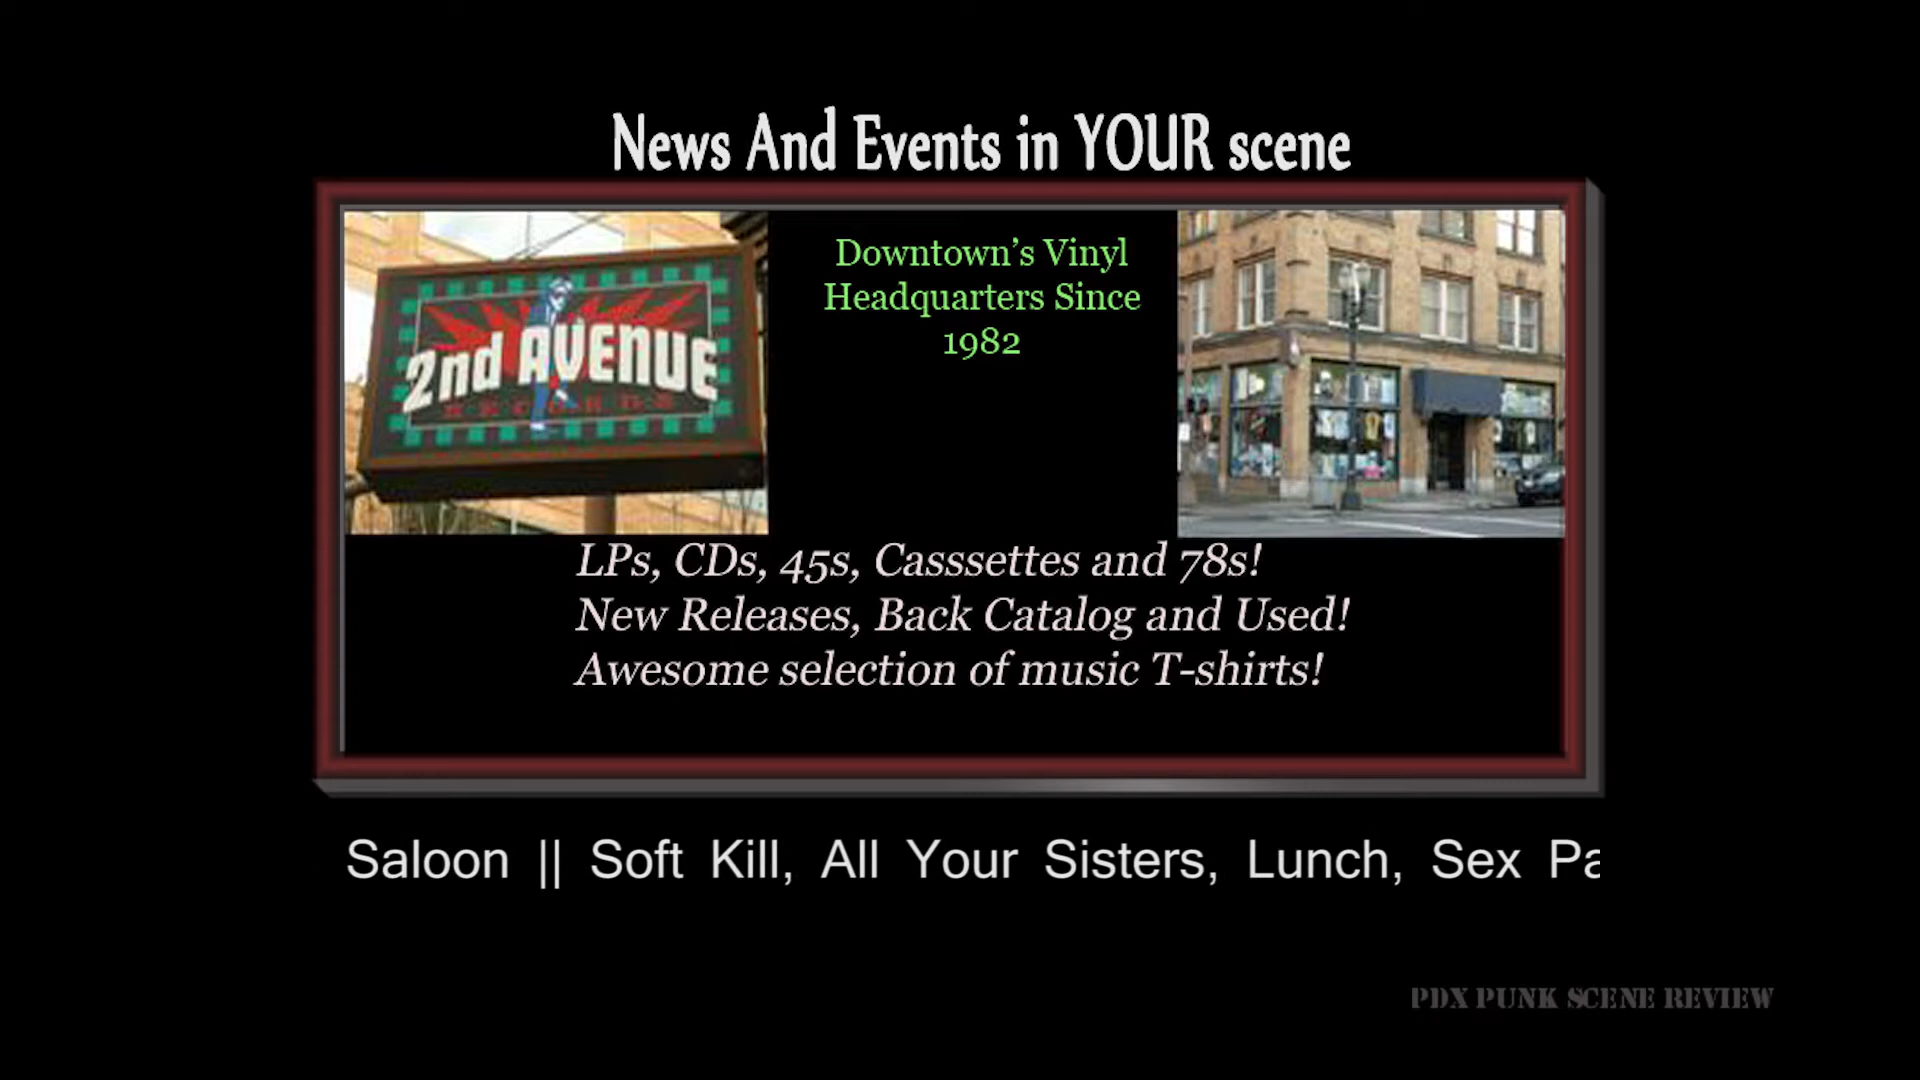 News And Events in YOUR scene
2nd AVENUE
RECORDS
Downtown's Vinyl
Headquarters Since
1982
LPs, CDs, 45s, Casssettes and 78s!
New Releases, Back Catalog and Used!
Awesome selection of music T-shirts!
Saloon || Soft Kill, All Your Sisters, Lunch, Sex Pa
PDX PUNK SCENE REVIEW